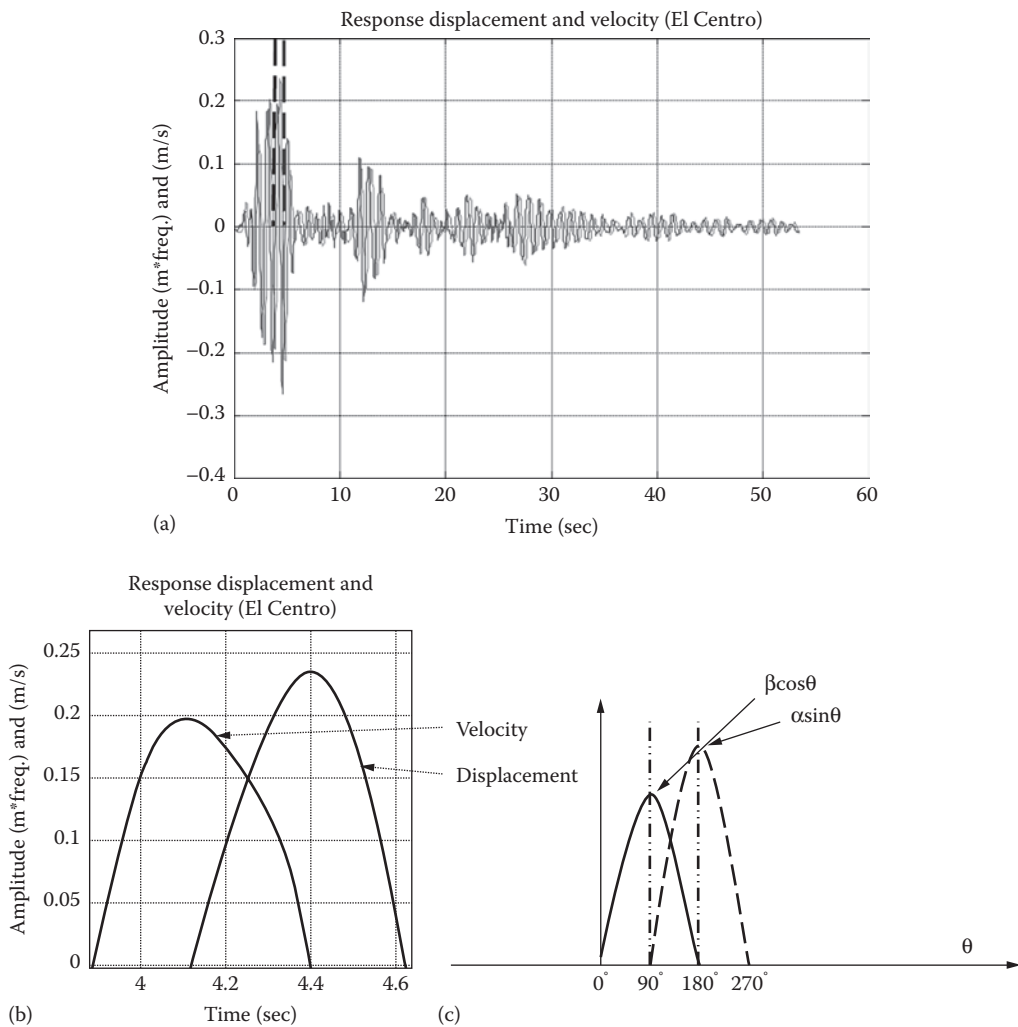 Response displacement and velocity (El Centro)
Amplitude (m*freq.) and (m/s)
0.3
0.2
0.1
0
−0.1
−0.2
−0.3
−0.4
0 10 20 30 40 50 60
Time (sec)
(a)
Response displacement and
velocity (El Centro)
Amplitude (m*freq.) and (m/s)
0.25
0.2
0.15
0.1
0.05
0
4 4.2 4.4 4.6
Time (sec)
Velocity
Displacement
(b)
βcosθ
αsinθ
θ
0° 90° 180° 270°
(c)